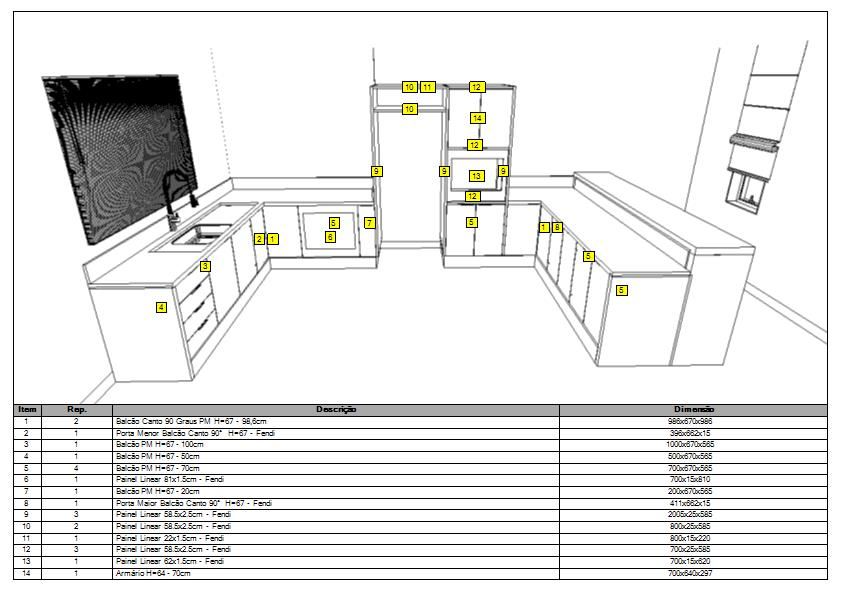 10 11 12
10
14
12
9 9 13 9
12
5 7 5
2 1 6 1 8
3 5
4 5
Item Rep. Descrição Dimensão
1 2 Balcão Canto 90 Graus PM H=67 - 98,6cm 986x670x986
2 1 Porta Menor Balcão Canto 90° H=67 - Fendi 396x662x15
3 1 Balcão PM H=67 - 100cm 1000x670x565
4 1 Balcão PM H=67 - 50cm 500x670x565
5 4 Balcão PM H=67 - 70cm 700x670x565
6 1 Painel Linear 81x1.5cm - Fendi 700x15x810
7 1 Balcão PM H=67 - 20cm 200x670x565
8 1 Porta Maior Balcão Canto 90° H=67 - Fendi 411x662x15
9 3 Painel Linear 58.5x2.5cm - Fendi 2005x25x585
10 2 Painel Linear 58.5x2.5cm - Fendi 800x25x585
11 1 Painel Linear 22x1.5cm - Fendi 800x15x220
12 3 Painel Linear 58.5x2.5cm - Fendi 700x25x585
13 1 Painel Linear 62x1.5cm - Fendi 700x15x620
14 1 Armário H=64 - 70cm 700x640x297